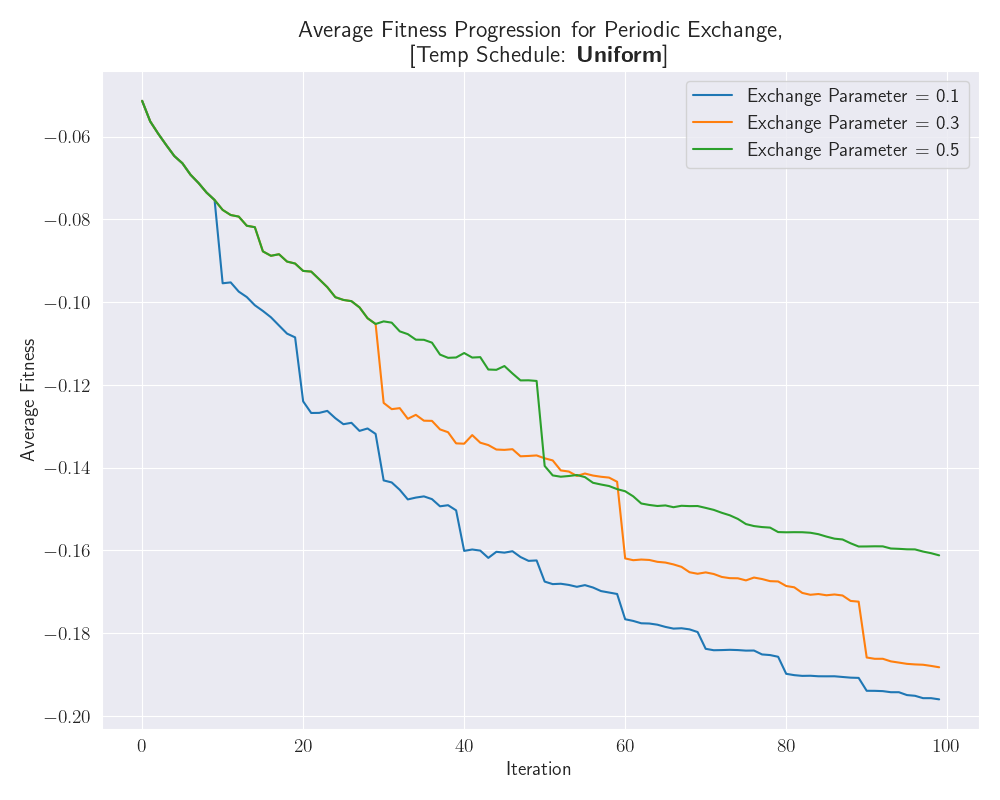 Average Fitness Progression for Periodic Exchange,
[Temp Schedule: Uniform]
Exchange Parameter = 0.1
Exchange Parameter = 0.3
Exchange Parameter = 0.5
−0.06
−0.08
−0.10
−0.12
−0.14
−0.16
−0.18
−0.20
Average Fitness
0 20 40 60 80 100
Iteration